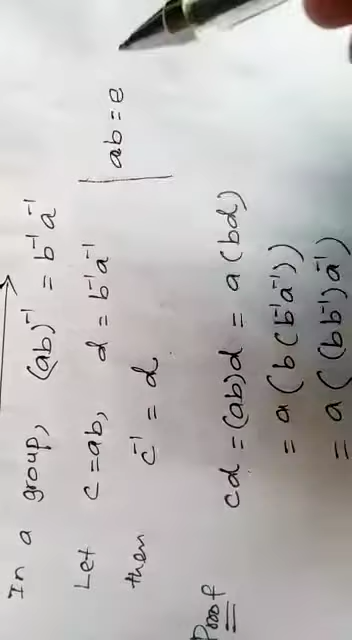 In a group, (ab)⁻¹ = b⁻¹a⁻¹
Let c = ab, d = b⁻¹a⁻¹ | ab = e
then c⁻¹ = d
Proof cd = (ab)d = a(bd)
= a(b(b⁻¹a⁻¹))
= a((bb⁻¹)a⁻¹)